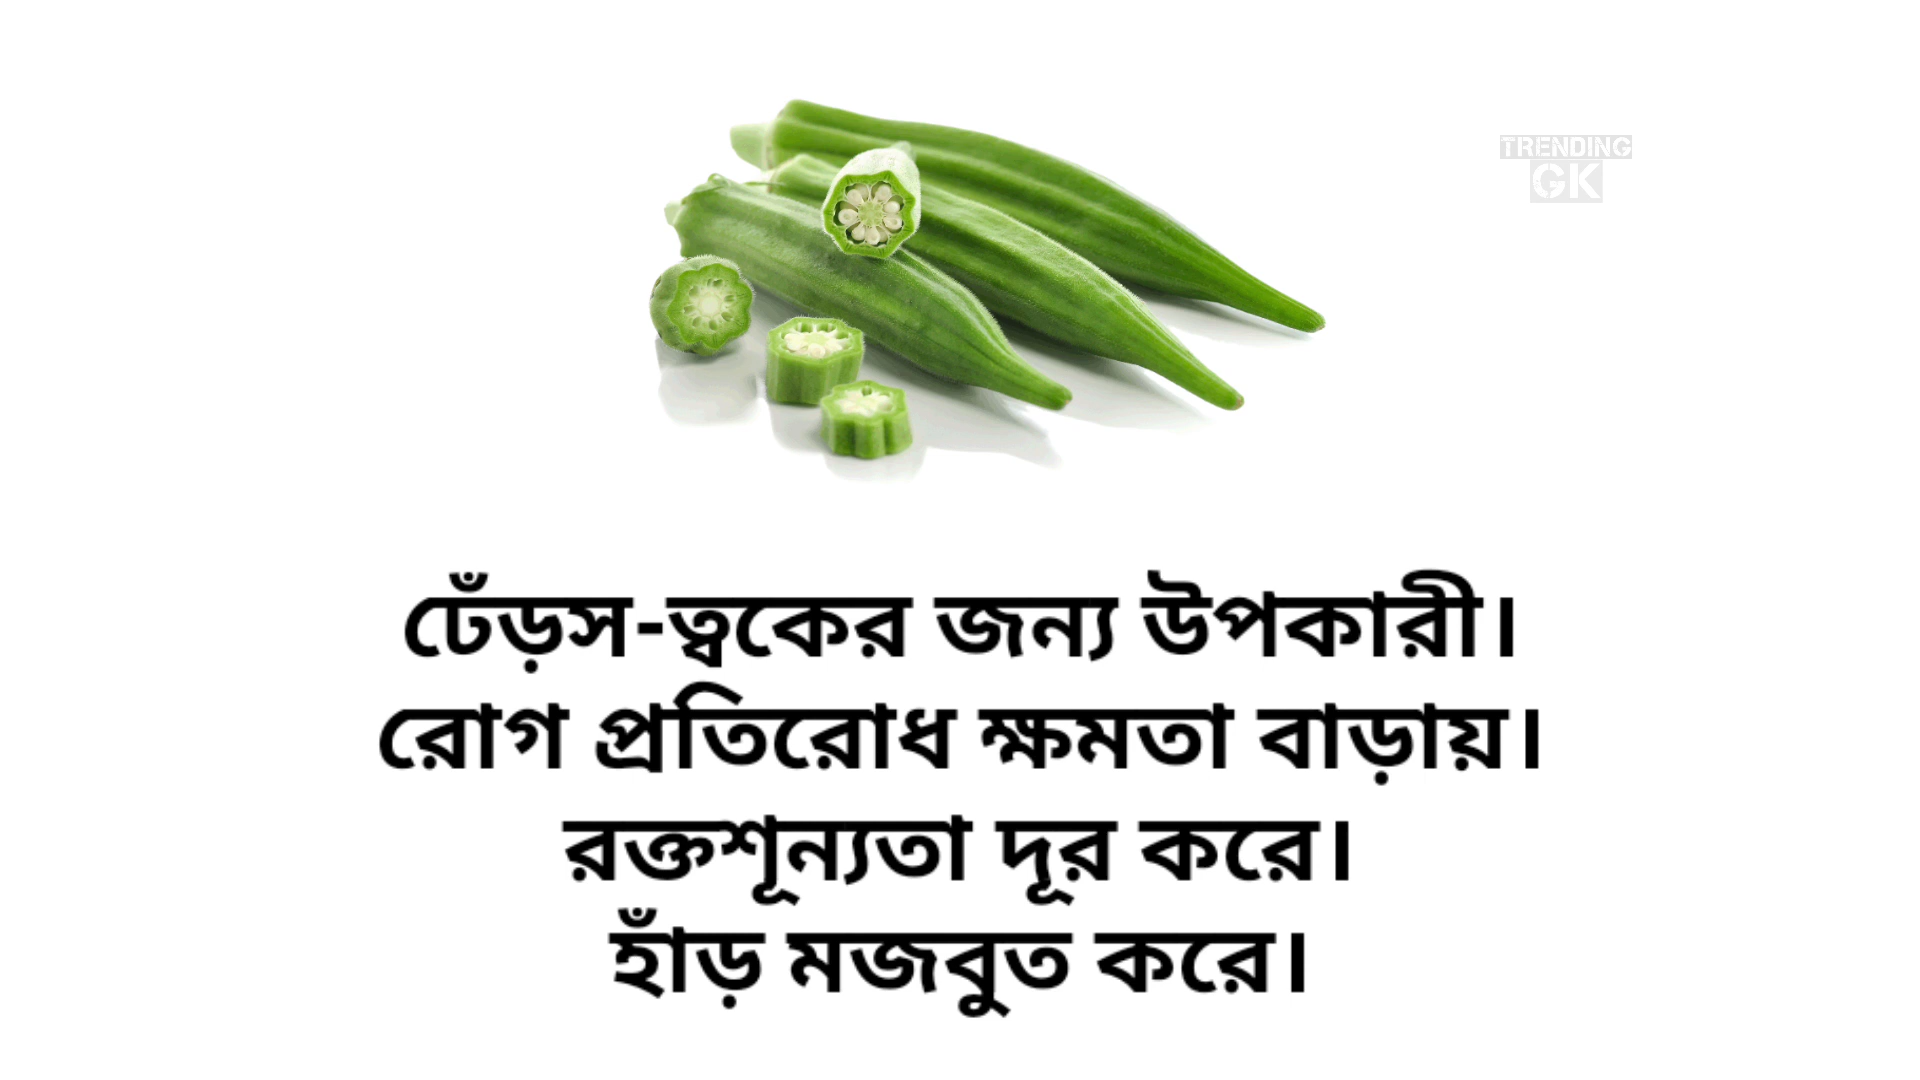 TRENDING
GK
ঢেঁড়স-ত্বকের জন্য উপকারী।
রোগ প্রতিরোধ ক্ষমতা বাড়ায়।
রক্তশূন্যতা দূর করে।
হাঁড় মজবুত করে।